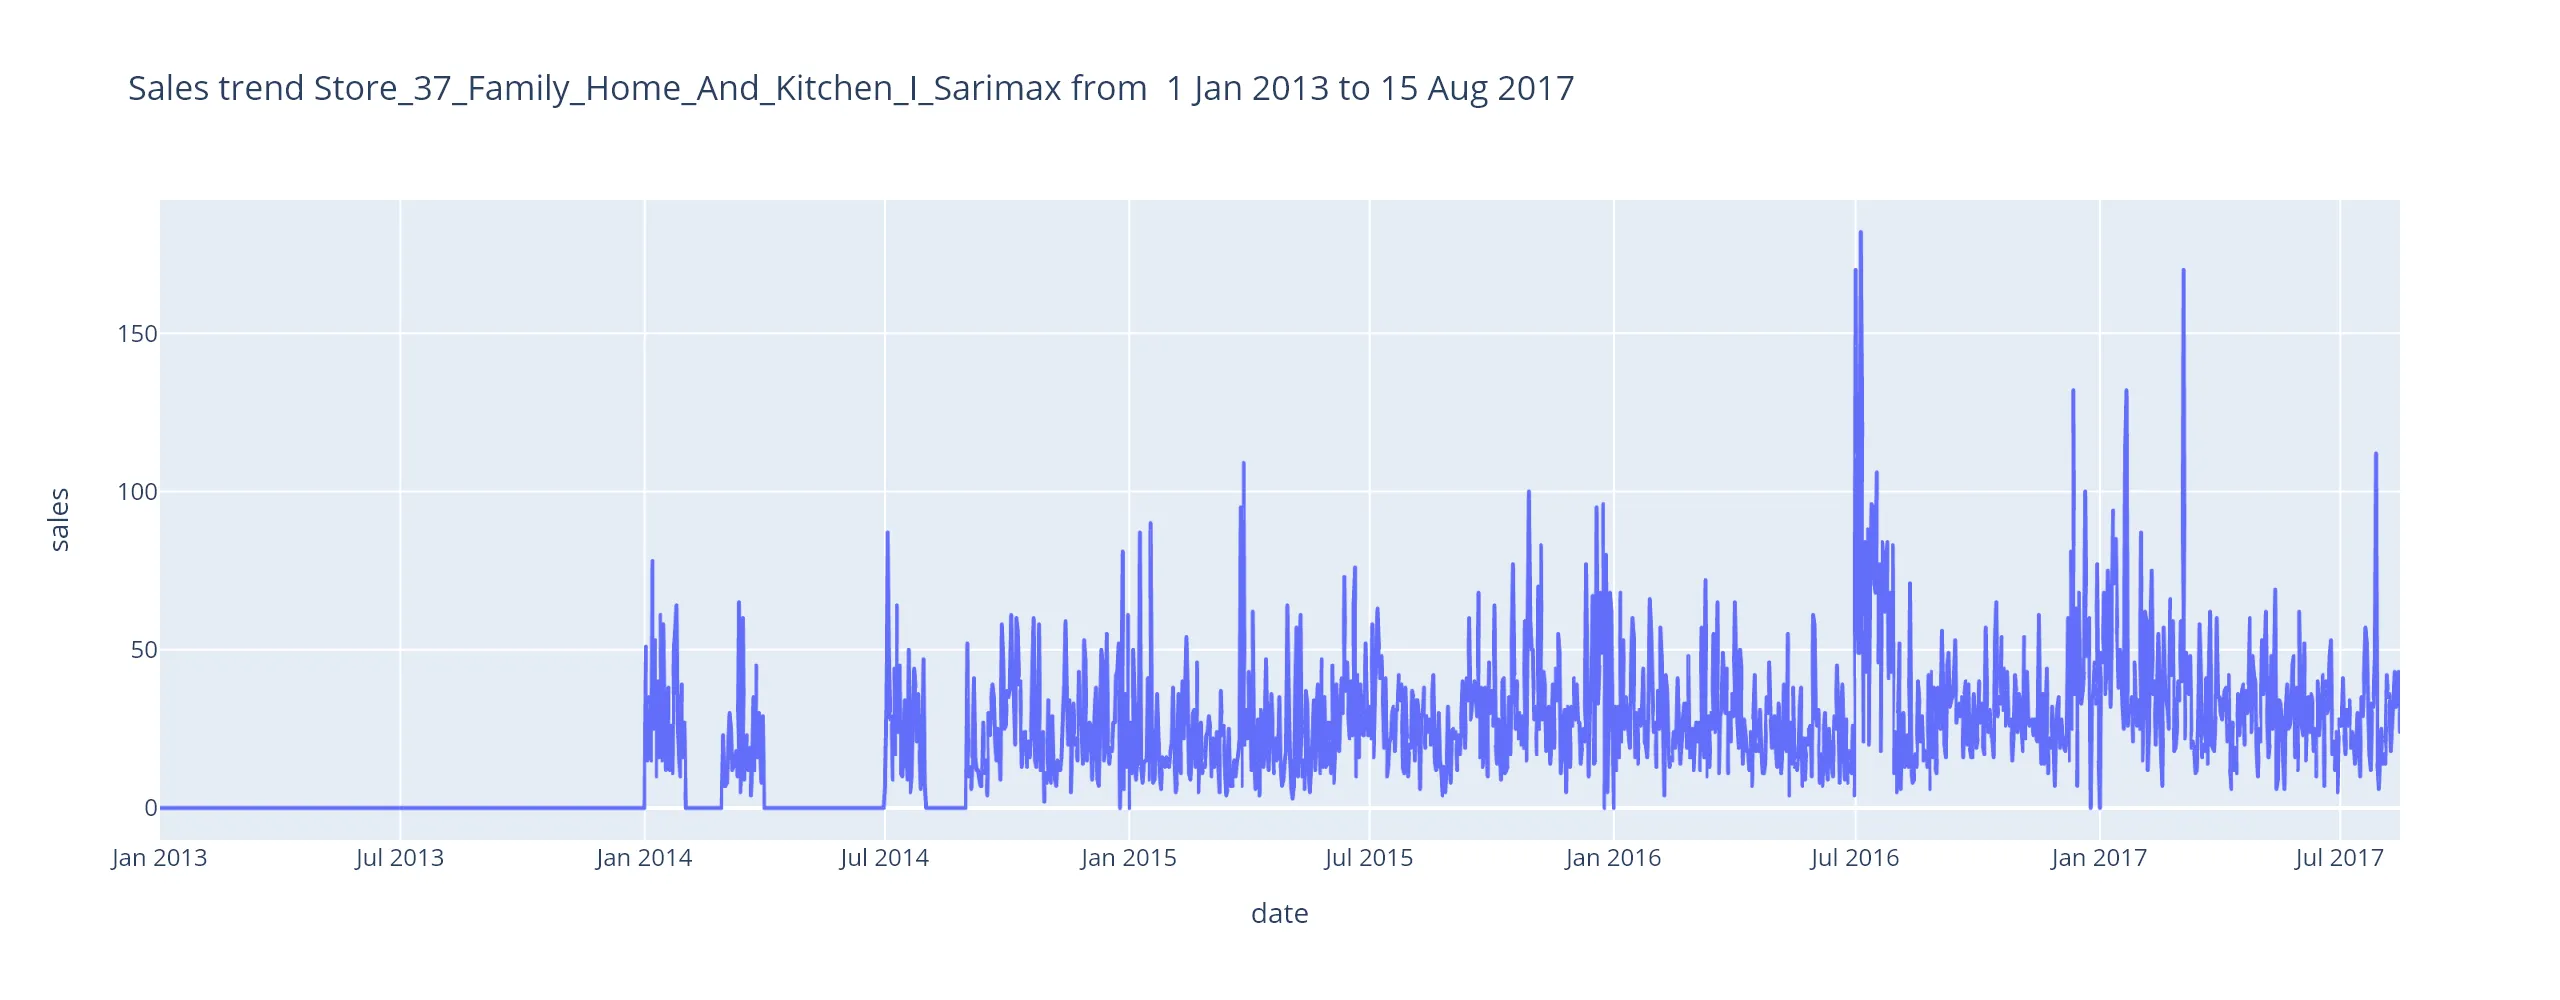 Sales trend Store_37_Family_Home_And_Kitchen_I_Sarimax from  1 Jan 2013 to 15 Aug 2017
sales
150
100
50
0
Jan 2013 Jul 2013 Jan 2014 Jul 2014 Jan 2015 Jul 2015 Jan 2016 Jul 2016 Jan 2017 Jul 2017
date